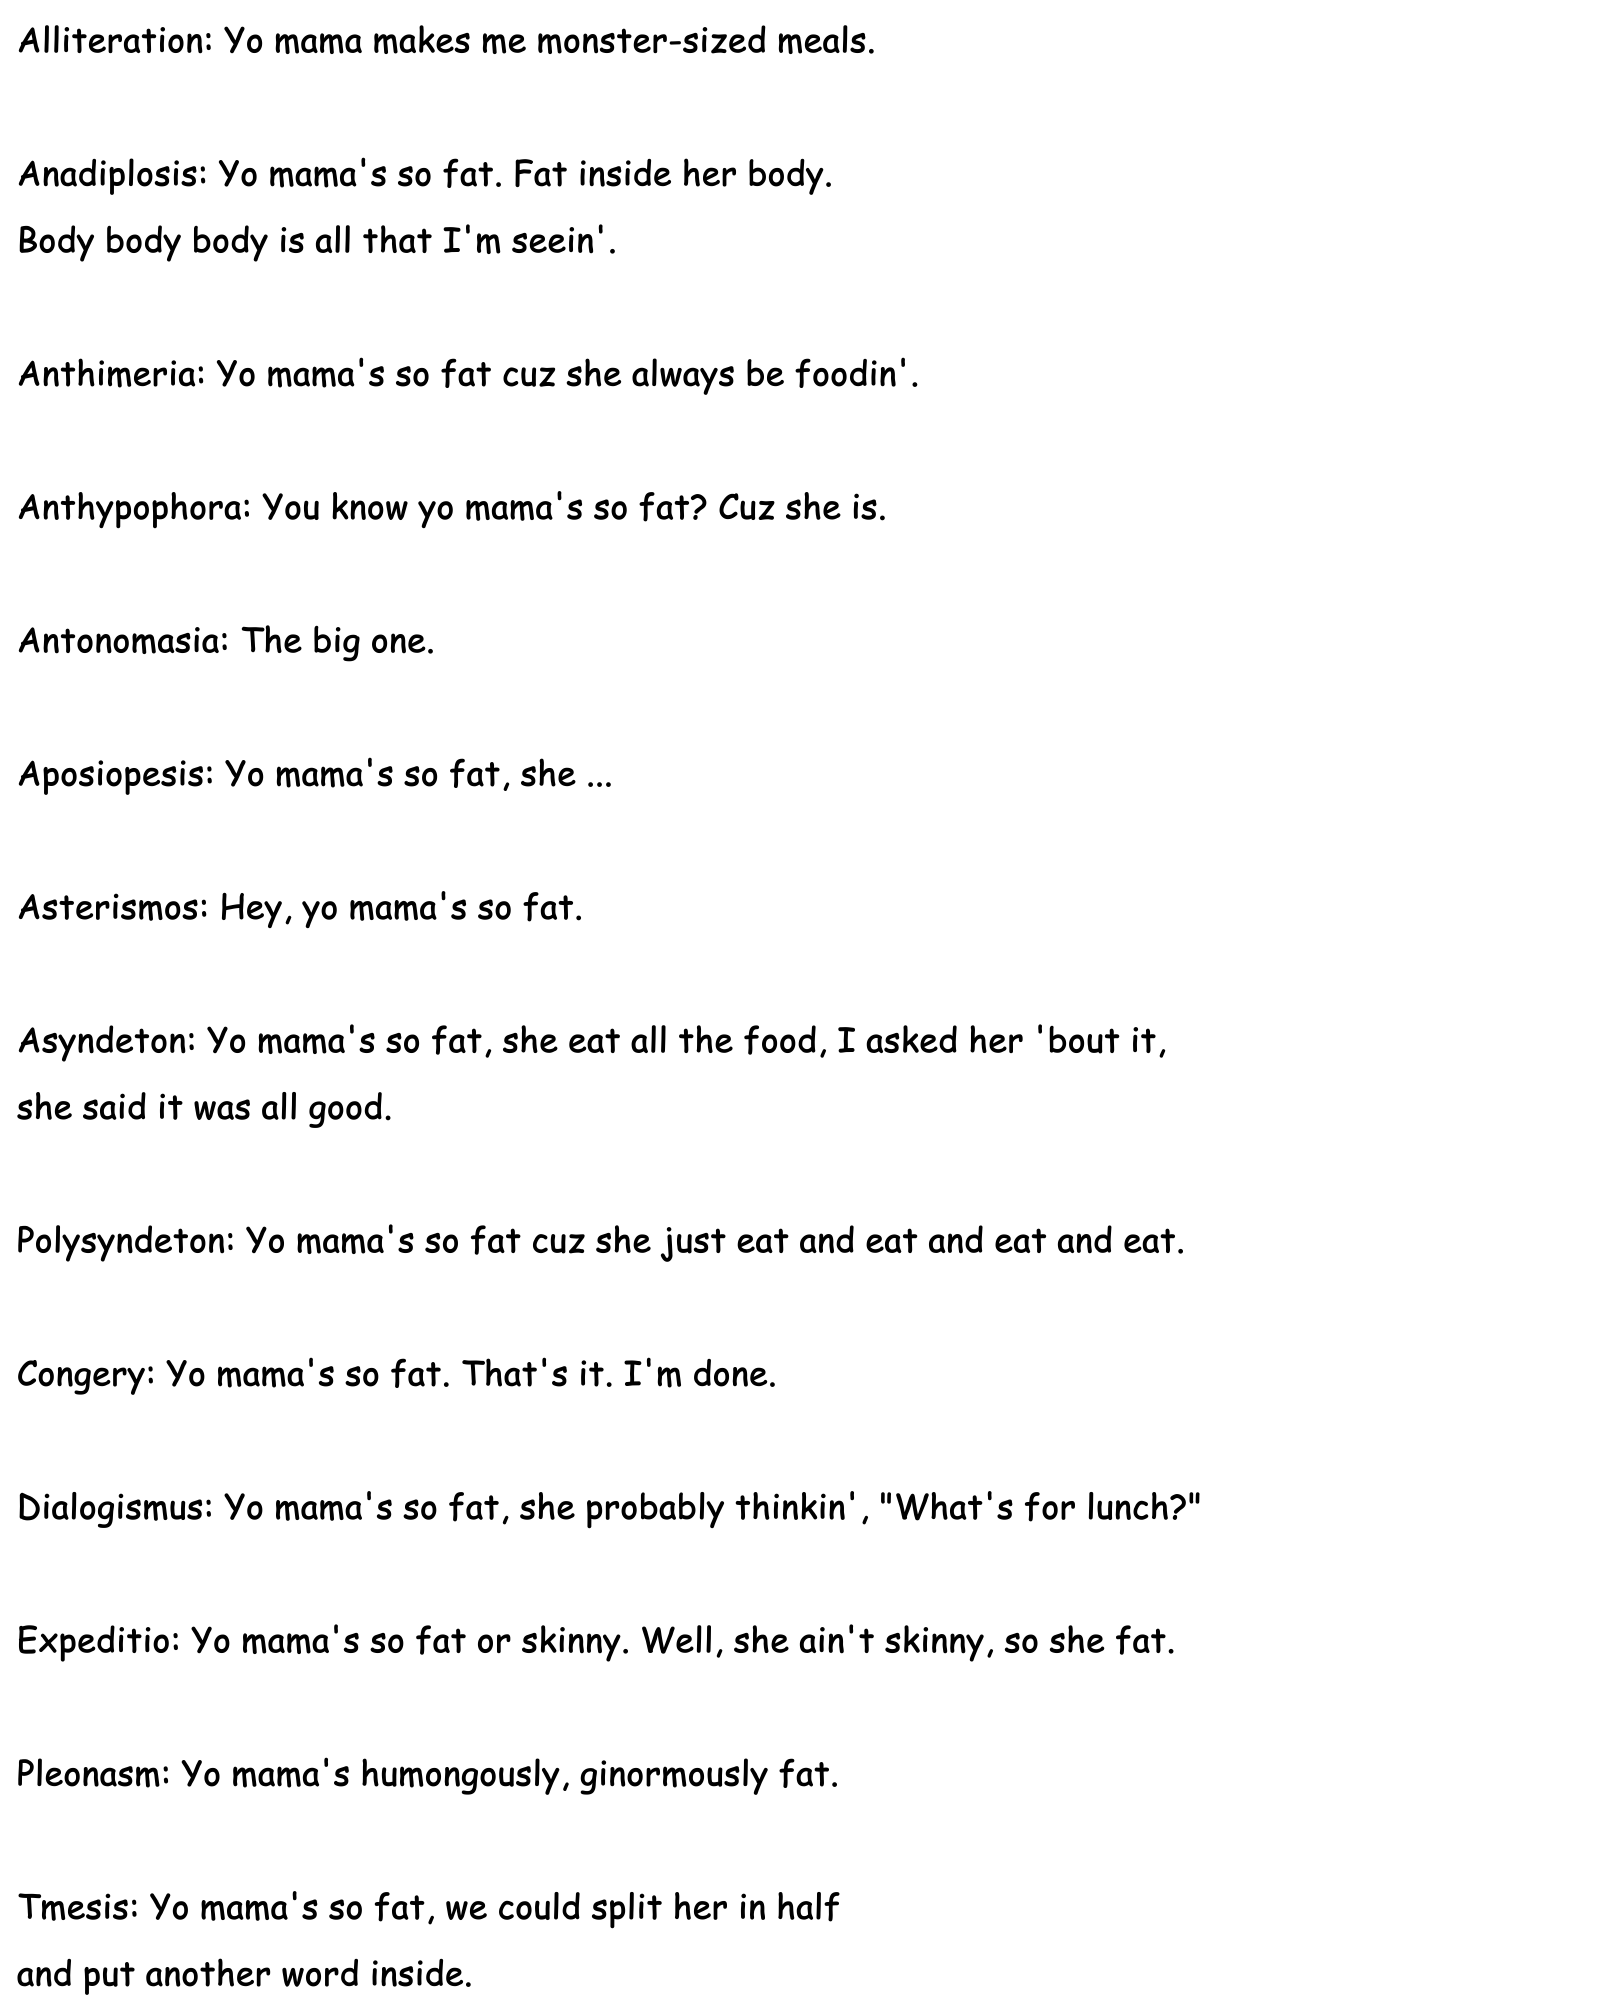 Alliteration: Yo mama makes me monster-sized meals.
Anadiplosis: Yo mama's so fat. Fat inside her body.
Body body body is all that I'm seein'.
Anthimeria: Yo mama's so fat cuz she always be foodin'.
Anthypophora: You know yo mama's so fat? Cuz she is.
Antonomasia: The big one.
Aposiopesis: Yo mama's so fat, she ...
Asterismos: Hey, yo mama's so fat.
Asyndeton: Yo mama's so fat, she eat all the food, I asked her 'bout it,
she said it was all good.
Polysyndeton: Yo mama's so fat cuz she just eat and eat and eat and eat.
Congery: Yo mama's so fat. That's it. I'm done.
Dialogismus: Yo mama's so fat, she probably thinkin', "What's for lunch?"
Expeditio: Yo mama's so fat or skinny. Well, she ain't skinny, so she fat.
Pleonasm: Yo mama's humongously, ginormously fat.
Tmesis: Yo mama's so fat, we could split her in half
and put another word inside.